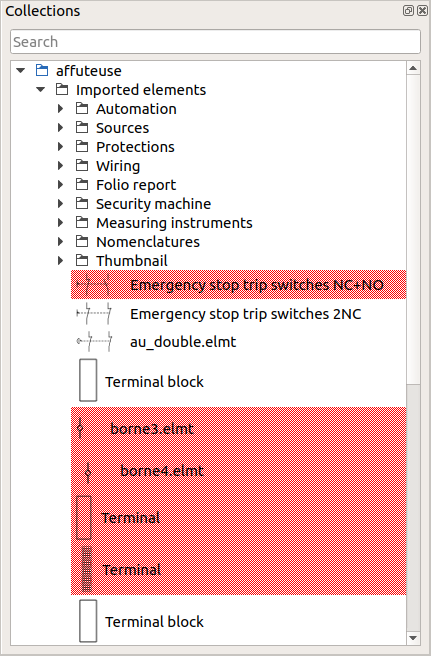 Collections
Search
affuteuse
Imported elements
Automation
Sources
Protections
Wiring
Folio report
Security machine
Measuring instruments
Nomenclatures
Thumbnail
Emergency stop trip switches NC+NO
Emergency stop trip switches 2NC
au_double.elmt
Terminal block
borne3.elmt
borne4.elmt
Terminal
Terminal
Terminal block